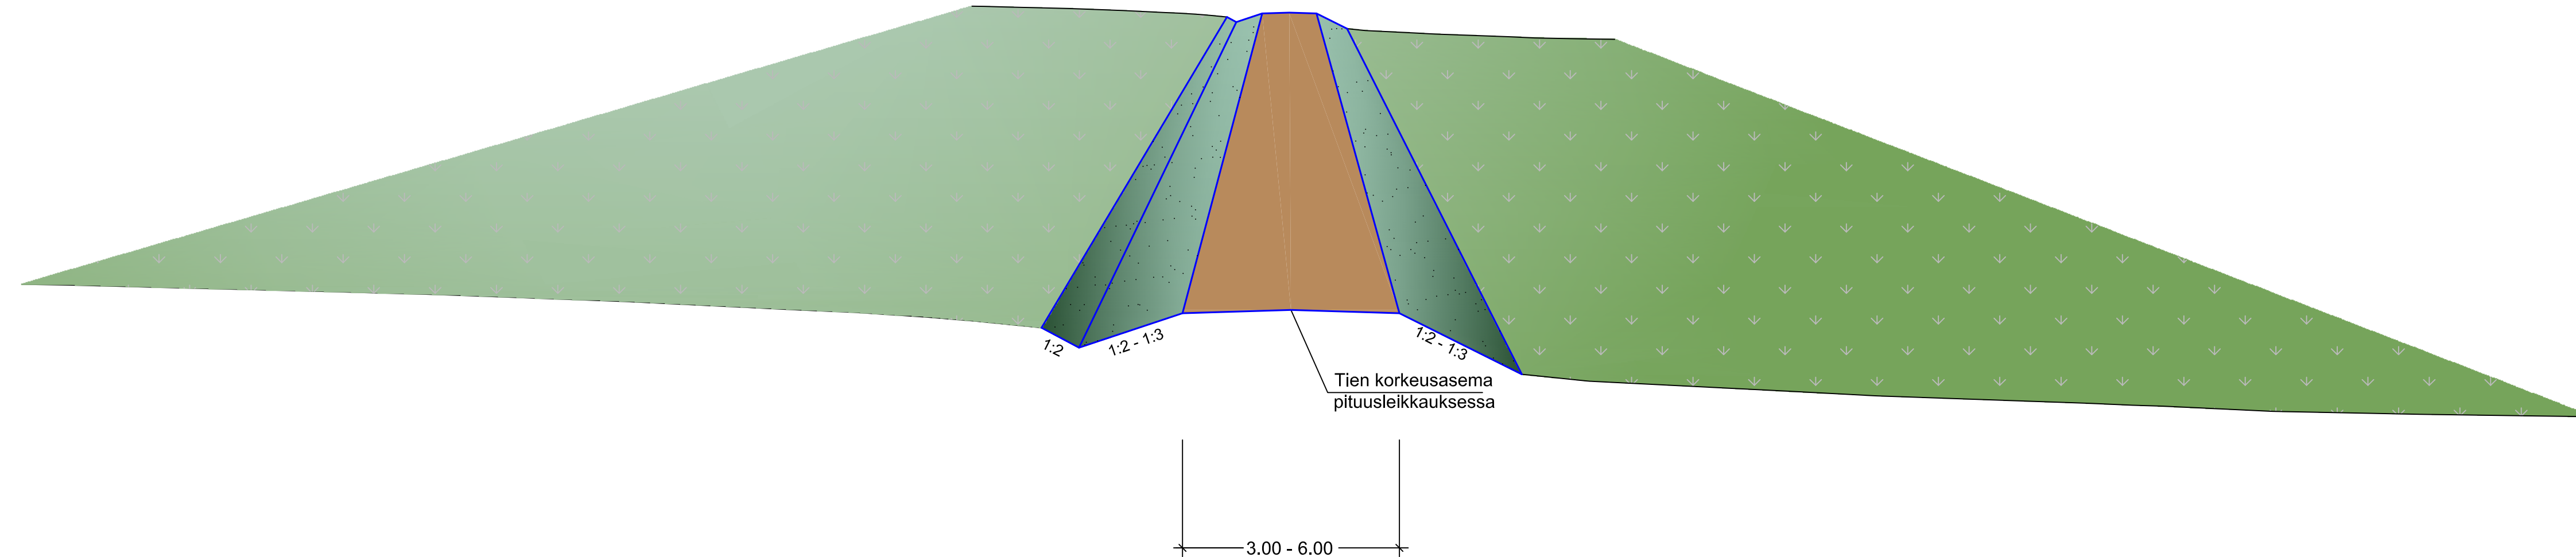 1:2
1:2 - 1:3
1:2 - 1:3
Tien korkeusasema
pituusleikkauksessa
3.00 - 6.00